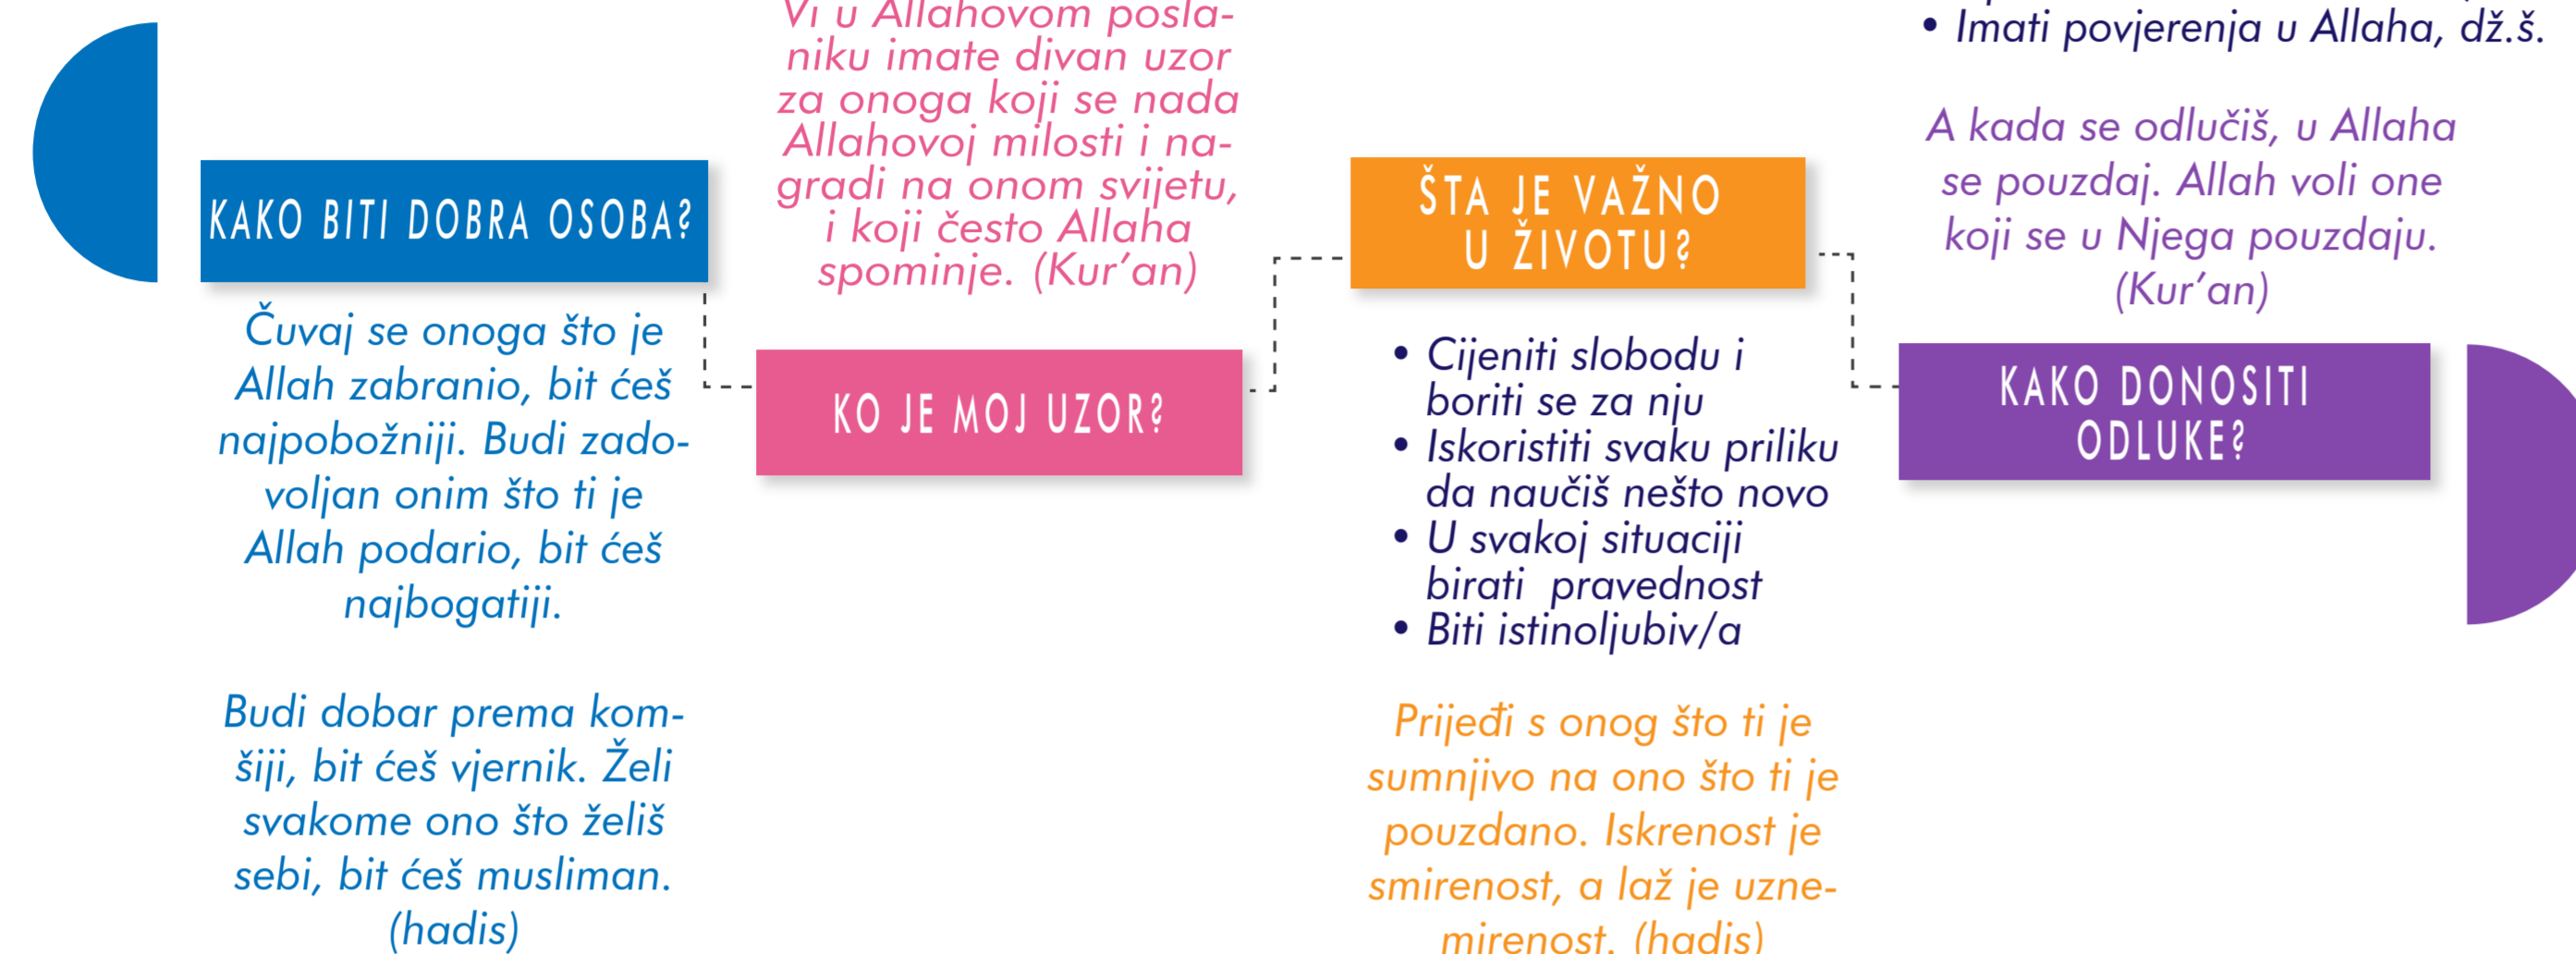 KAKO BITI DOBRA OSOBA?
Čuvaj se onoga što je
Allah zabranio, bit ćeš
najpobožniji. Budi zado-
voljan onim što ti je
Allah podario, bit ćeš
najbogatiji.
Budi dobar prema kom-
šiji, bit ćeš vjernik. Želi
svakome ono što želiš
sebi, bit ćeš musliman.
(hadis)
Vi u Allahovom posla-
niku imate divan uzor
za onoga koji se nada
Allahovoj milosti i na-
gradi na onom svijetu,
i koji često Allaha
spominje. (Kur'an)
KO JE MOJ UZOR?
ŠTA JE VAŽNO
U ŽIVOTU?
• Cijeniti slobodu i
boriti se za nju
• Iskoristiti svaku priliku
da naučiš nešto novo
• U svakoj situaciji
birati pravednost
• Biti istinoljubiv/a
Prijeđi s onog što ti je
sumnjivo na ono što ti je
pouzdano. Iskrenost je
smirenost, a laž je uzne-
mirenost. (hadis)
• Imati povjerenja u Allaha, dž.š.
A kada se odlučiš, u Allaha
se pouzdaj. Allah voli one
koji se u Njega pouzdaju.
(Kur'an)
KAKO DONOSITI
ODLUKE?